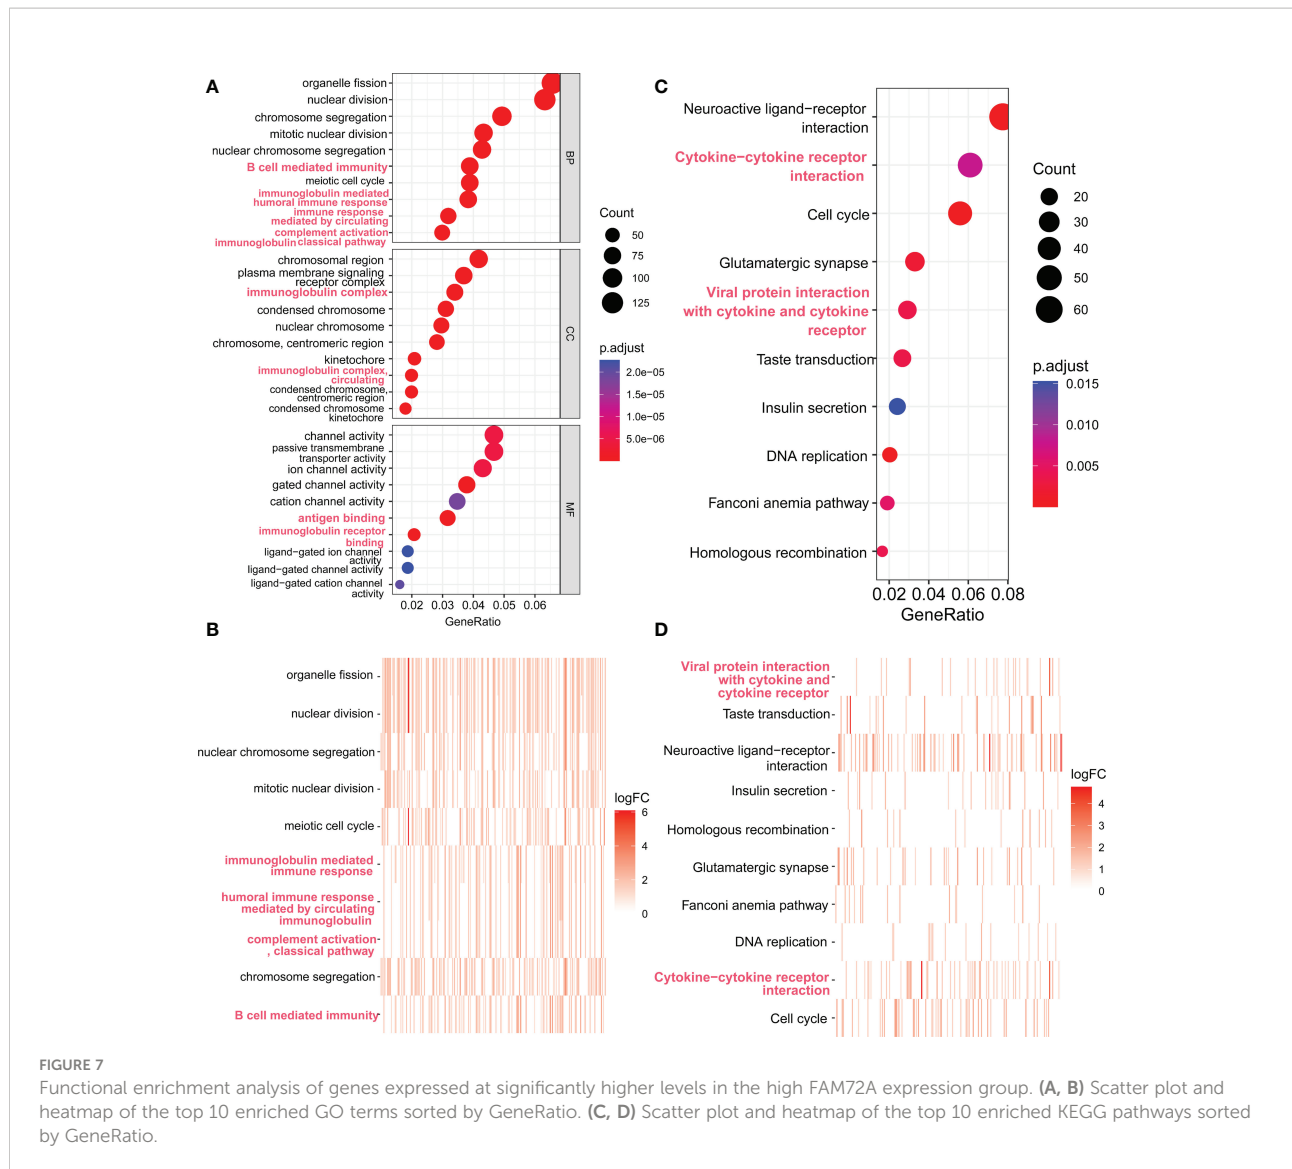 A
organelle fission
nuclear division
chromosome segregation
mitotic nuclear division
nuclear chromosome segregation
B cell mediated immunity
meiotic cell cycle
immunoglobulin mediated
humoral immune response
immune response
mediated by circulating
complement activation
immunoglobulin classical pathway
BP
chromosomal region
plasma membrane signaling
receptor complex
immunoglobulin complex
condensed chromosome
nuclear chromosome
chromosome, centromeric region
kinetochore
immunoglobulin complex,
circulating
condensed chromosome,
centromeric region
condensed chromosome
kinetochore
CC
channel activity
passive transmembrane
transporter activity
ion channel activity
gated channel activity
cation channel activity
antigen binding
immunoglobulin receptor
binding
ligand−gated ion channel
activity
ligand−gated channel activity
ligand−gated cation channel
activity
MF
0.02 0.03 0.04 0.05 0.06
GeneRatio
Count
50
75
100
125
p.adjust
2.0e−05
1.5e−05
1.0e−05
5.0e−06
C
Neuroactive ligand−receptor
interaction
Cytokine−cytokine receptor
interaction
Cell cycle
Glutamatergic synapse
Viral protein interaction
with cytokine and cytokine
receptor
Taste transduction
Insulin secretion
DNA replication
Fanconi anemia pathway
Homologous recombination
0.02 0.04 0.06 0.08
GeneRatio
Count
20
30
40
50
60
p.adjust
0.015
0.010
0.005
B
organelle fission
nuclear division
nuclear chromosome segregation
mitotic nuclear division
meiotic cell cycle
immunoglobulin mediated
immune response
humoral immune response
mediated by circulating
immunoglobulin
complement activation
, classical pathway
chromosome segregation
B cell mediated immunity
logFC
6
4
2
0
D
Viral protein interaction
with cytokine and
cytokine receptor
Taste transduction
Neuroactive ligand−receptor
interaction
Insulin secretion
Homologous recombination
Glutamatergic synapse
Fanconi anemia pathway
DNA replication
Cytokine−cytokine receptor
interaction
Cell cycle
logFC
4
3
2
1
0
FIGURE 7
Functional enrichment analysis of genes expressed at significantly higher levels in the high FAM72A expression group. (A, B) Scatter plot and
heatmap of the top 10 enriched GO terms sorted by GeneRatio. (C, D) Scatter plot and heatmap of the top 10 enriched KEGG pathways sorted
by GeneRatio.